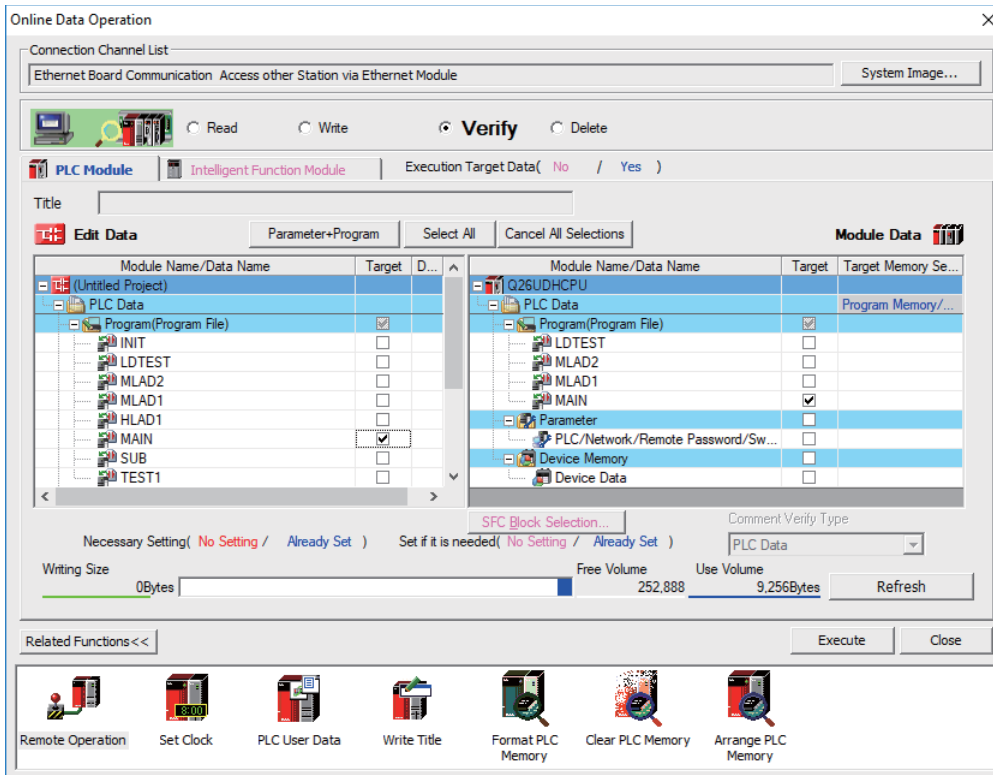 Online Data Operation
Connection Channel List
Ethernet Board Communication Access other Station via Ethernet Module
System Image...
Read Write Verify Delete
PLC Module Intelligent Function Module Execution Target Data( No / Yes )
Title
Edit Data Parameter+Program Select All Cancel All Selections Module Data
Module Name/Data Name Target D...
(Untitled Project)
PLC Data
Program(Program File)
INIT
LDTEST
MLAD2
MLAD1
HLAD1
MAIN
SUB
TEST1
Module Name/Data Name Target Target Memory Se...
Q26UDHCPU
PLC Data Program Memory/...
Program(Program File)
LDTEST
MLAD2
MLAD1
MAIN
Parameter
PLC/Network/Remote Password/Sw...
Device Memory
Device Data
SFC Block Selection...
Comment Verify Type
Necessary Setting( No Setting / Already Set ) Set if it is needed( No Setting / Already Set )
PLC Data
Writing Size
0Bytes
Free Volume
252,888
Use Volume
9,256Bytes
Refresh
Related Functions<<
Execute Close
8:00
Remote Operation
Set Clock
PLC User Data
Write Title
Format PLC
Memory
Clear PLC Memory
Arrange PLC
Memory